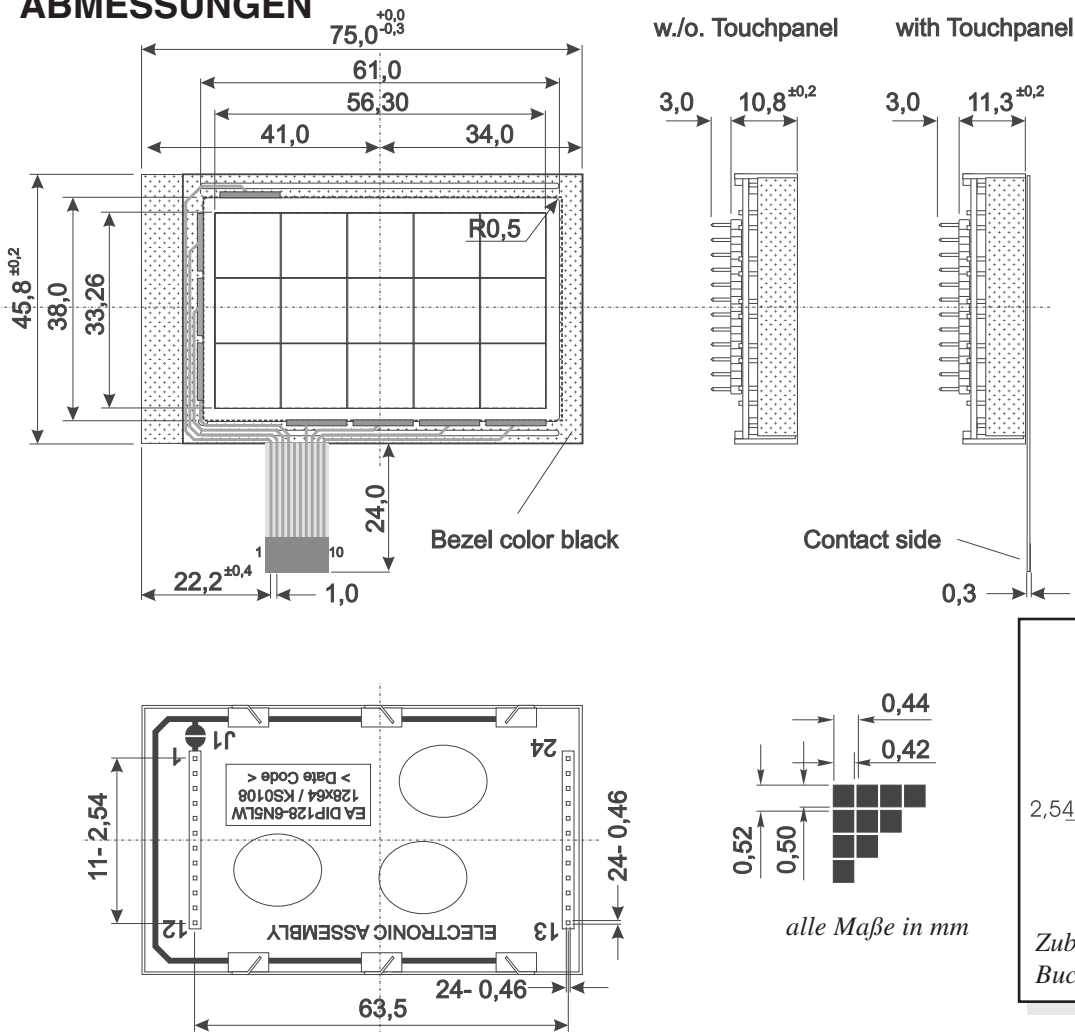 ABMESSUNGEN
75,0 +0,0 -0,3
61,0
56,30
41,0
34,0
w./o. Touchpanel
with Touchpanel
3,0
10,8 ±0,2
3,0
11,3 ±0,2
R0,5
45,8 ±0,2
38,0
33,26
24,0
Bezel color black
Contact side
1
10
22,2 ±0,4
1,0
0,3
J1
1
24
EA DIP128-6N5LW
128x64 / KS0108
> Date Code <
11- 2,54
24- 0,46
12
ELECTRONIC ASSEMBLY
13
24- 0,46
63,5
0,44
0,42
0,52
0,50
alle Maße in mm
2,54
Zub
Buc